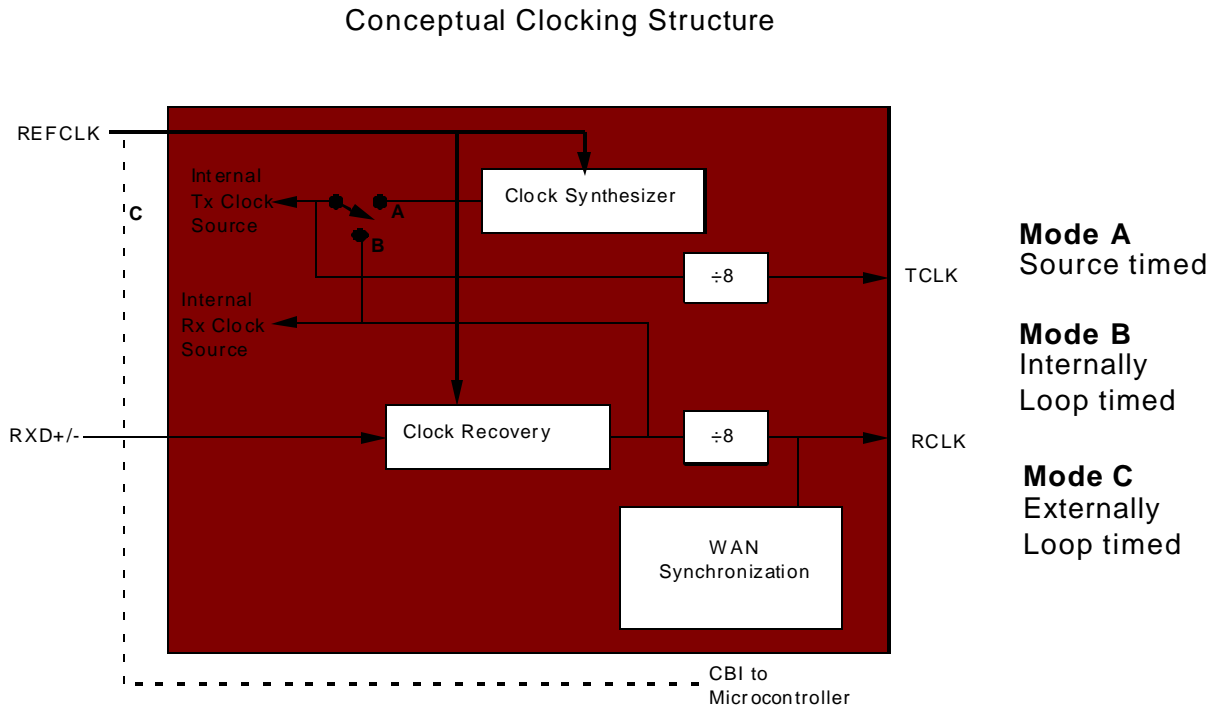 Conceptual Clocking Structure
REFCLK
Internal
Tx Clock
Source
C
A
B
Clock Synthesizer
÷8
TCLK
Internal
Rx Clock
Source
RXD+/-
Clock Recovery
÷8
RCLK
WAN
Synchronization
CBI to
Microcontroller
Mode A
Source timed
Mode B
Internally
Loop timed
Mode C
Externally
Loop timed